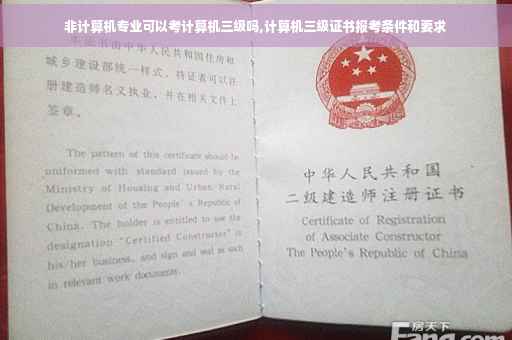 非计算机专业可以考计算机三级吗,计算机三级证书报考条件和要求
本证书由中华人民共和国住房和
城乡建设部统一样式，持证人可以在
册建造师名义执业，并在相关文件上
签章。
The pattern of this certificate should be
uniformed with standard issued by the
Ministry of Housing and Urban Rural
Development of the People's Republic of
China. The holder is entitled to use the
designation "Certified Constructor" in
his/her business, and sign and seal as such
in relevant work documents.
中华人民共和国
二级建造师注册证书
Certificate of Registration
of Associate Constructor
The People's Republic of China
房天下
Fang.com